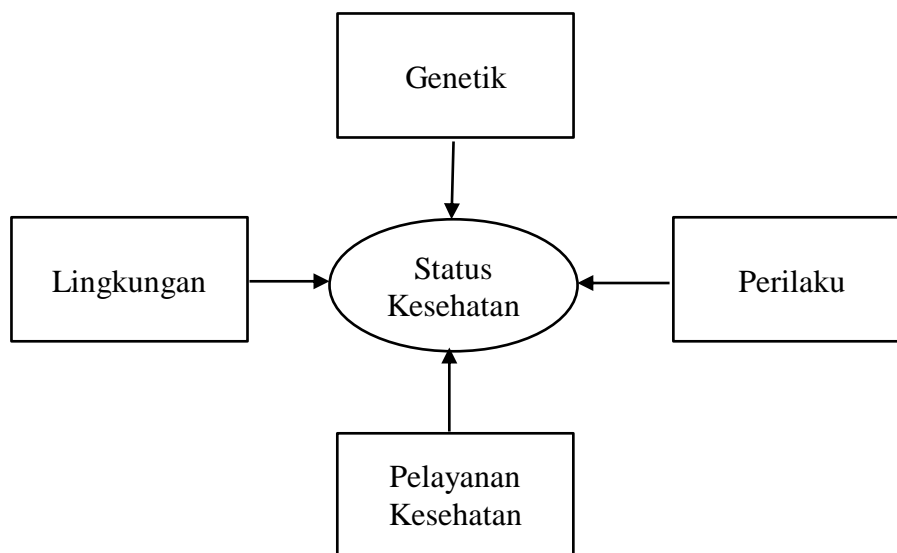 Genetik
Lingkungan
Status
Kesehatan
Perilaku
Pelayanan
Kesehatan